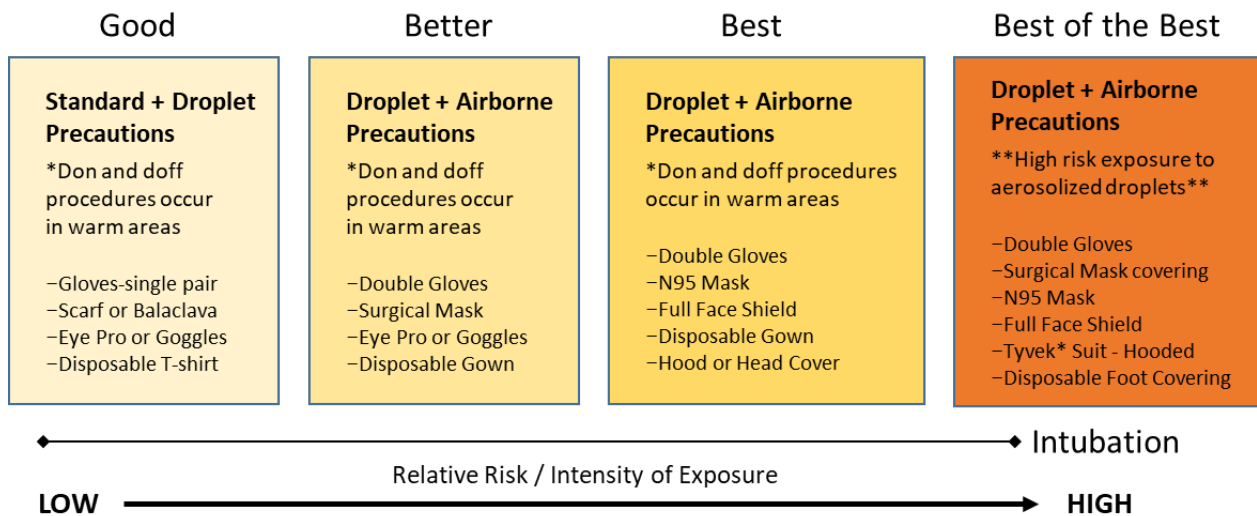 Good
Standard + Droplet
Precautions
*Don and doff
procedures occur
in warm areas
–Gloves-single pair
–Scarf or Balaclava
–Eye Pro or Goggles
–Disposable T-shirt
Better
Droplet + Airborne
Precautions
*Don and doff
procedures occur
in warm areas
–Double Gloves
–Surgical Mask
–Eye Pro or Goggles
–Disposable Gown
Best
Droplet + Airborne
Precautions
*Don and doff procedures
occur in warm areas
–Double Gloves
–N95 Mask
–Full Face Shield
–Disposable Gown
–Hood or Head Cover
Best of the Best
Droplet + Airborne
Precautions
**High risk exposure to
aerosolized droplets**
–Double Gloves
–Surgical Mask covering
–N95 Mask
–Full Face Shield
–Tyvek* Suit - Hooded
–Disposable Foot Covering
Intubation
Relative Risk / Intensity of Exposure
LOW
HIGH